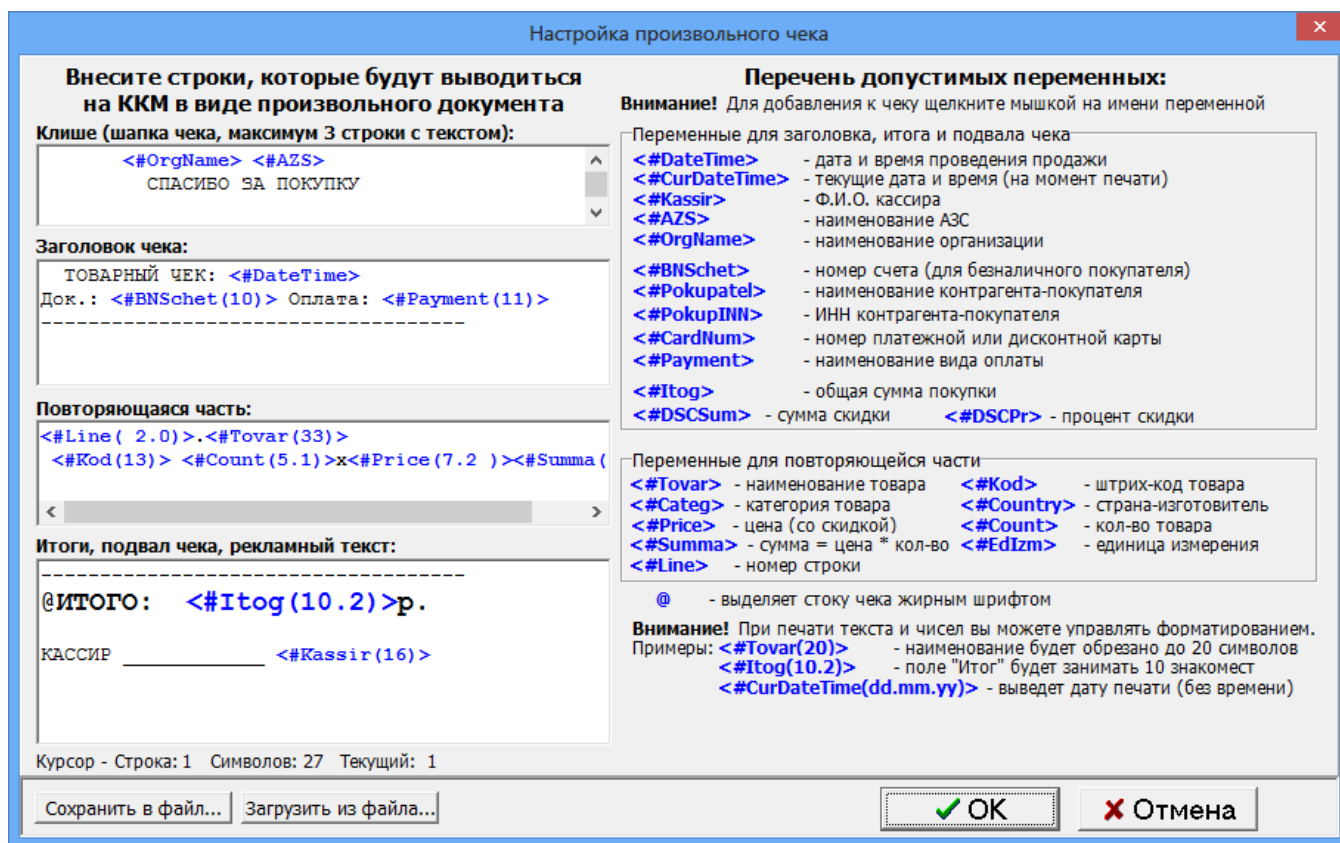 Настройка произвольного чека
Внесите строки, которые будут выводиться
на ККМ в виде произвольного документа
Клише (шапка чека, максимум 3 строки с текстом):
<#OrgName> <#AZS>
СПАСИБО ЗА ПОКУПКУ
Заголовок чека:
ТОВАРНЫЙ ЧЕК: <#DateTime>
Док.: <#BNSchet(10)> Оплата: <#Payment(11)>
------------------------------------
Повторяющаяся часть:
<#Line( 2.0)>.<#Tovar(33)>
<#Kod(13)> <#Count(5.1)>x<#Price(7.2 )><#Summa(
Итоги, подвал чека, рекламный текст:
------------------------------------
@ИТОГО: <#Itog(10.2)>р.
КАССИР ____________ <#Kassir(16)>
Курсор - Строка: 1 Символов: 27 Текущий: 1
Перечень допустимых переменных:
Внимание! Для добавления к чеку щелкните мышкой на имени переменной
Переменные для заголовка, итога и подвала чека
<#DateTime> - дата и время проведения продажи
<#CurDateTime> - текущие дата и время (на момент печати)
<#Kassir> - Ф.И.О. кассира
<#AZS> - наименование АЗС
<#OrgName> - наименование организации
<#BNSchet> - номер счета (для безналичного покупателя)
<#Pokupatel> - наименование контрагента-покупателя
<#PokupINN> - ИНН контрагента-покупателя
<#CardNum> - номер платежной или дисконтной карты
<#Payment> - наименование вида оплаты
<#Itog> - общая сумма покупки
<#DSCSum> - сумма скидки <#DSCPr> - процент скидки
Переменные для повторяющейся части
<#Tovar> - наименование товара <#Kod> - штрих-код товара
<#Categ> - категория товара <#Country> - страна-изготовитель
<#Price> - цена (со скидкой) <#Count> - кол-во товара
<#Summa> - сумма = цена * кол-во <#EdIzm> - единица измерения
<#Line> - номер строки
@ - выделяет стоку чека жирным шрифтом
Внимание! При печати текста и чисел вы можете управлять форматированием.
Примеры: <#Tovar(20)> - наименование будет обрезано до 20 символов
<#Itog(10.2)> - поле "Итог" будет занимать 10 знакомест
<#CurDateTime(dd.mm.yy)> - выведет дату печати (без времени)
Сохранить в файл... Загрузить из файла... OK Отмена